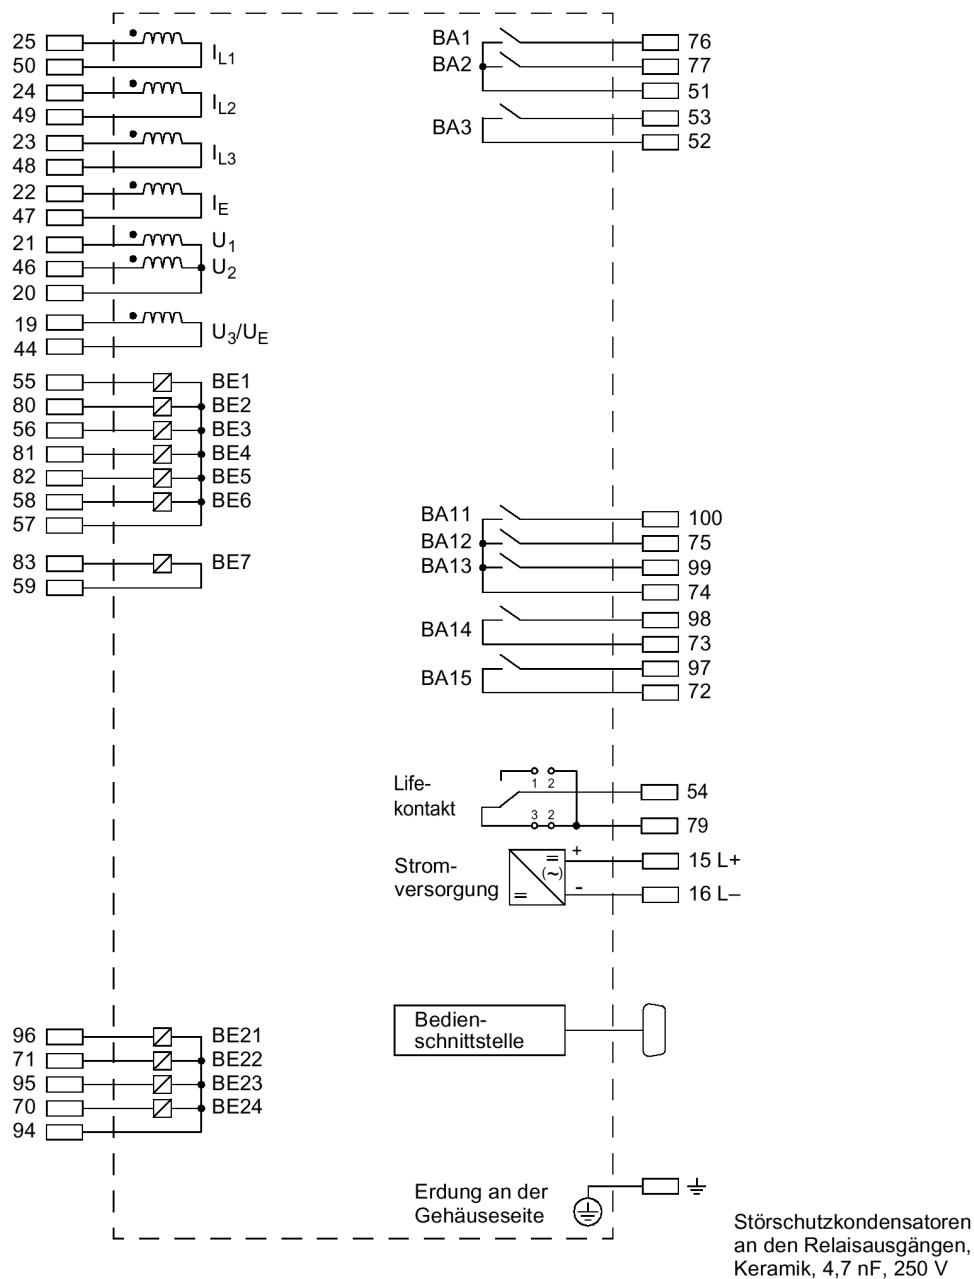 25
50
I_L1
24
49
I_L2
23
48
I_L3
22
47
I_E
21
U_1
46
U_2
20
19
44
U_3/U_E
55
BE1
80
BE2
56
BE3
81
BE4
82
BE5
58
BE6
57
83
BE7
59
96
BE21
71
BE22
95
BE23
70
BE24
94
BA1
76
BA2
77
51
BA3
53
52
BA11
100
BA12
75
BA13
99
74
BA14
98
73
BA15
97
72
Life-
kontakt
1 2
3 2
54
79
Strom-
versorgung
=
(~)
=
+
-
15 L+
16 L–
Bedien-
schnittstelle
Erdung an der
Gehäuseseite
Störschutzkondensatoren
an den Relaisausgängen,
Keramik, 4,7 nF, 250 V